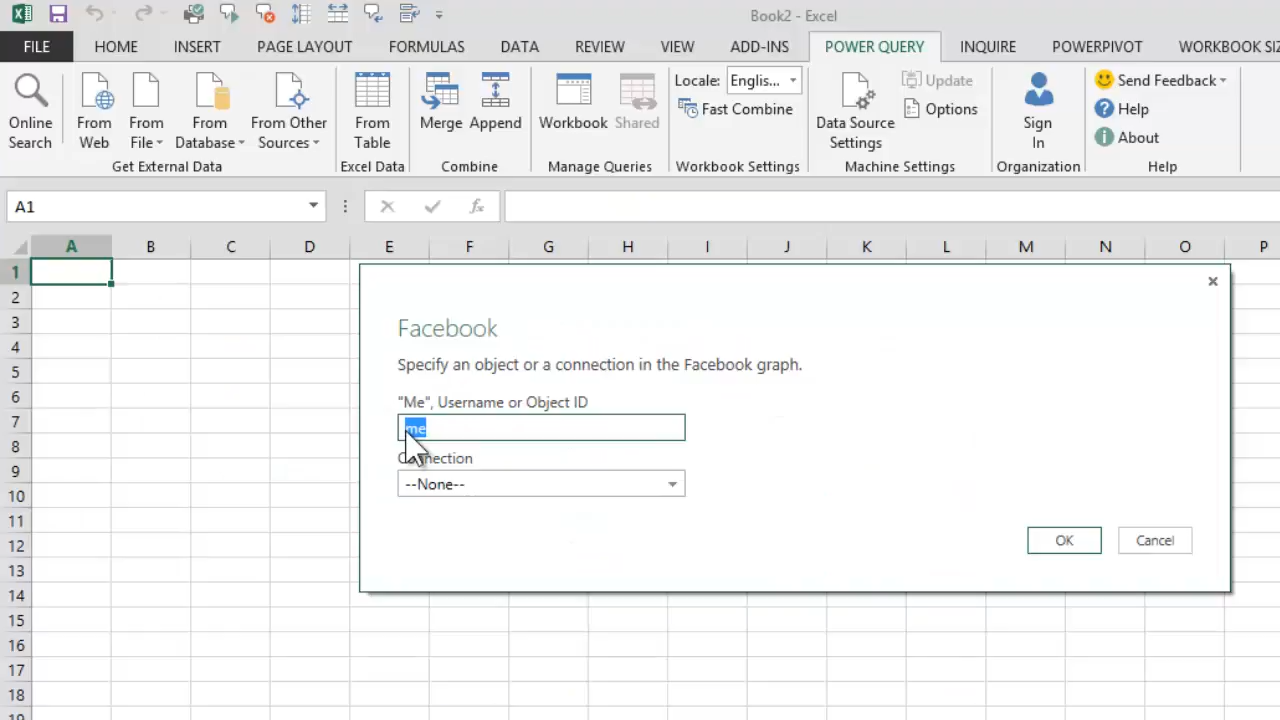 Book2 - Excel
FILE HOME INSERT PAGE LAYOUT FORMULAS DATA REVIEW VIEW ADD-INS POWER QUERY INQUIRE POWERPIVOT WORKBOOK SIZ
Online Search
From Web
From File
From Database
From Other Sources
Get External Data
From Table
Excel Data
Merge
Append
Combine
Workbook
Shared
Manage Queries
Locale: Englis...
Fast Combine
Workbook Settings
Data Source Settings
Update
Options
Machine Settings
Sign In
Organization
Send Feedback
Help
About
Help
A1
fx
A B C D E F G H I J K L M N O P
1
2
3
4
5
6
7
8
9
10
11
12
13
14
15
16
17
18
19
Facebook
Specify an object or a connection in the Facebook graph.
"Me", Username or Object ID
me
Connection
--None--
OK Cancel